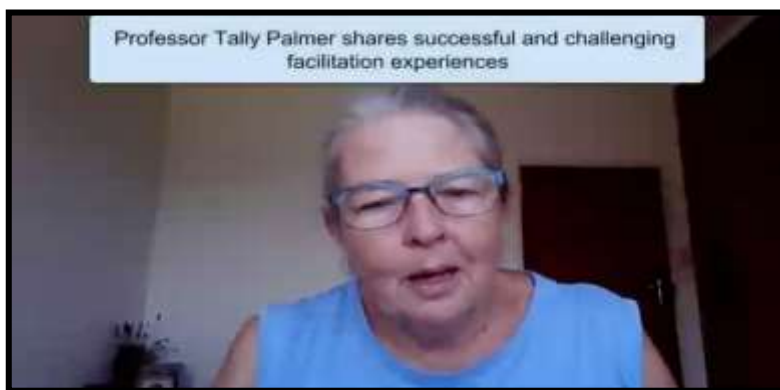 Professor Tally Palmer shares successful and challenging
facilitation experiences